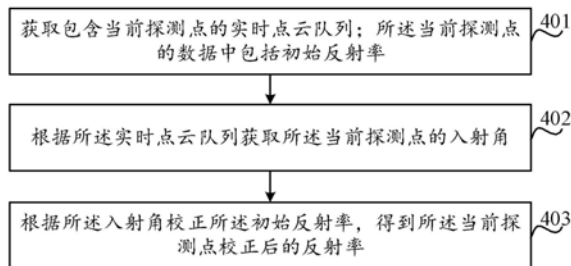 获取包含当前探测点的实时点云队列；所述当前探测点
的数据中包括初始反射率
401
根据所述实时点云队列获取所述当前探测点的入射角
402
根据所述入射角校正所述初始反射率，得到所述当前探
测点校正后的反射率
403